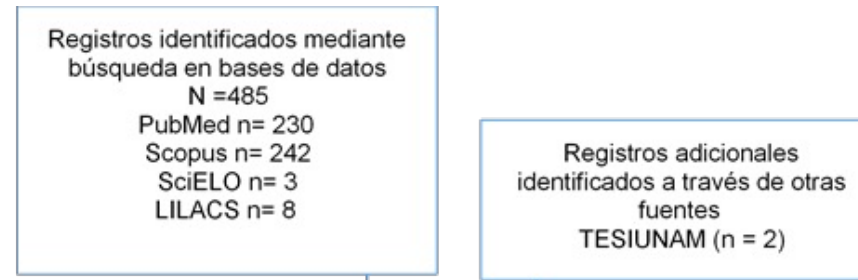 Registros identificados mediante
búsqueda en bases de datos
N =485
PubMed n= 230
Scopus n= 242
SciELO n= 3
LILACS n= 8
Registros adicionales
identificados a través de otras
fuentes
TESIUNAM (n = 2)